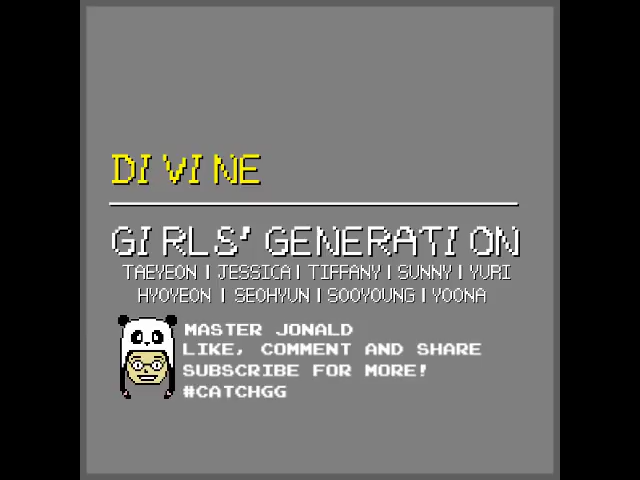 DIVINE
GIRLS' GENERATION
TAEYEON | JESSICA | TIFFANY | SUNNY | YURI
HYOYEON | SEOHYUN | SOOYOUNG | YOONA
MASTER JONALD
LIKE, COMMENT AND SHARE
SUBSCRIBE FOR MORE!
#CATCHGG